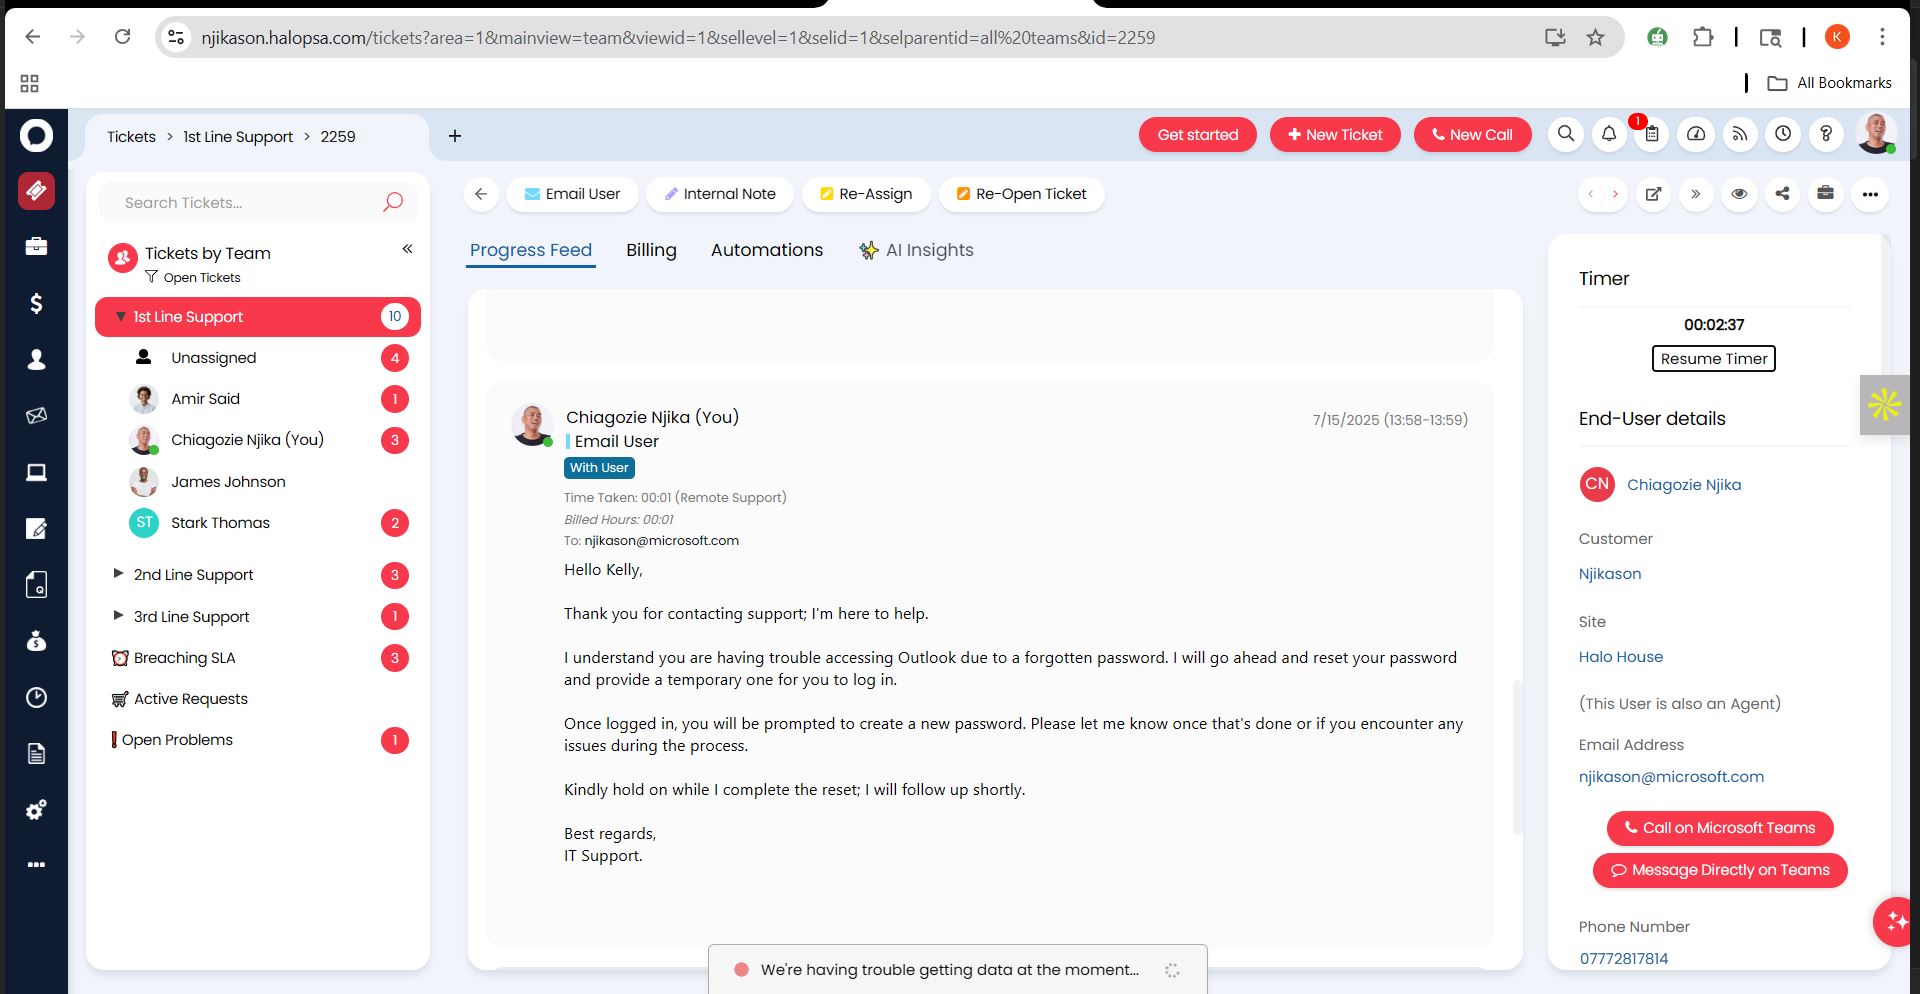 njikason.halopsa.com/tickets?area=1&mainview=team&viewid=1&sellevel=1&selid=1&selparentid=all%20teams&id=2259
K
All Bookmarks
Tickets > 1st Line Support > 2259
+
Get started
New Ticket
New Call
1
Search Tickets...
Email User
Internal Note
Re-Assign
Re-Open Ticket
Tickets by Team
Open Tickets
1st Line Support 10
Unassigned 4
Amir Said 1
Chiagozie Njika (You) 3
James Johnson
ST Stark Thomas 2
2nd Line Support 3
3rd Line Support 1
Breaching SLA 3
Active Requests
Open Problems 1
Progress Feed
Billing
Automations
AI Insights
Chiagozie Njika (You)
7/15/2025 (13:58-13:59)
Email User
With User
Time Taken: 00:01 (Remote Support)
Billed Hours: 00:01
To: njikason@microsoft.com
Hello Kelly,
Thank you for contacting support; I'm here to help.
I understand you are having trouble accessing Outlook due to a forgotten password. I will go ahead and reset your password
and provide a temporary one for you to log in.
Once logged in, you will be prompted to create a new password. Please let me know once that's done or if you encounter any
issues during the process.
Kindly hold on while I complete the reset; I will follow up shortly.
Best regards,
IT Support.
We're having trouble getting data at the moment...
Timer
00:02:37
Resume Timer
End-User details
CN Chiagozie Njika
Customer
Njikason
Site
Halo House
(This User is also an Agent)
Email Address
njikason@microsoft.com
Call on Microsoft Teams
Message Directly on Teams
Phone Number
07772817814